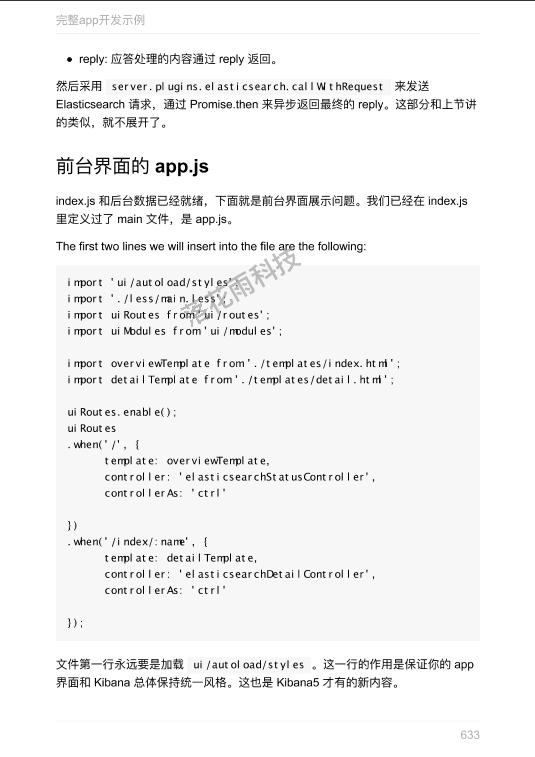 完整app开发示例
• reply: 应答处理的内容通过 reply 返回。
然后采用 server.plugins.elasticsearch.callWithRequest 来发送
Elasticsearch 请求，通过 Promise.then 来异步返回最终的 reply。这部分和上节讲
的类似，就不展开了。
前台界面的 app.js
index.js 和后台数据已经就绪，下面就是前台界面展示问题。我们已经在 index.js
里定义过了 main 文件，是 app.js。
The first two lines we will insert into the file are the following:
import 'ui/autoload/styles';
import './less/main.less';
import uiRoutes from'ui/routes';
import uiModules from'ui/modules';
import overviewTemplate from'./templates/index.html';
import detailTemplate from'./templates/detail.html';
uiRoutes.enable();
uiRoutes
.when('/', {
template: overviewTemplate,
controller: 'elasticsearchStatusController',
controllerAs: 'ctrl'
})
.when('/index/:name', {
template: detailTemplate,
controller: 'elasticsearchDetailController',
controllerAs: 'ctrl'
});
落花雨科技
文件第一行永远要是加载 ui/autoload/styles 。这一行的作用是保证你的 app
界面和 Kibana 总体保持统一风格。这也是 Kibana5 才有的新内容。
633